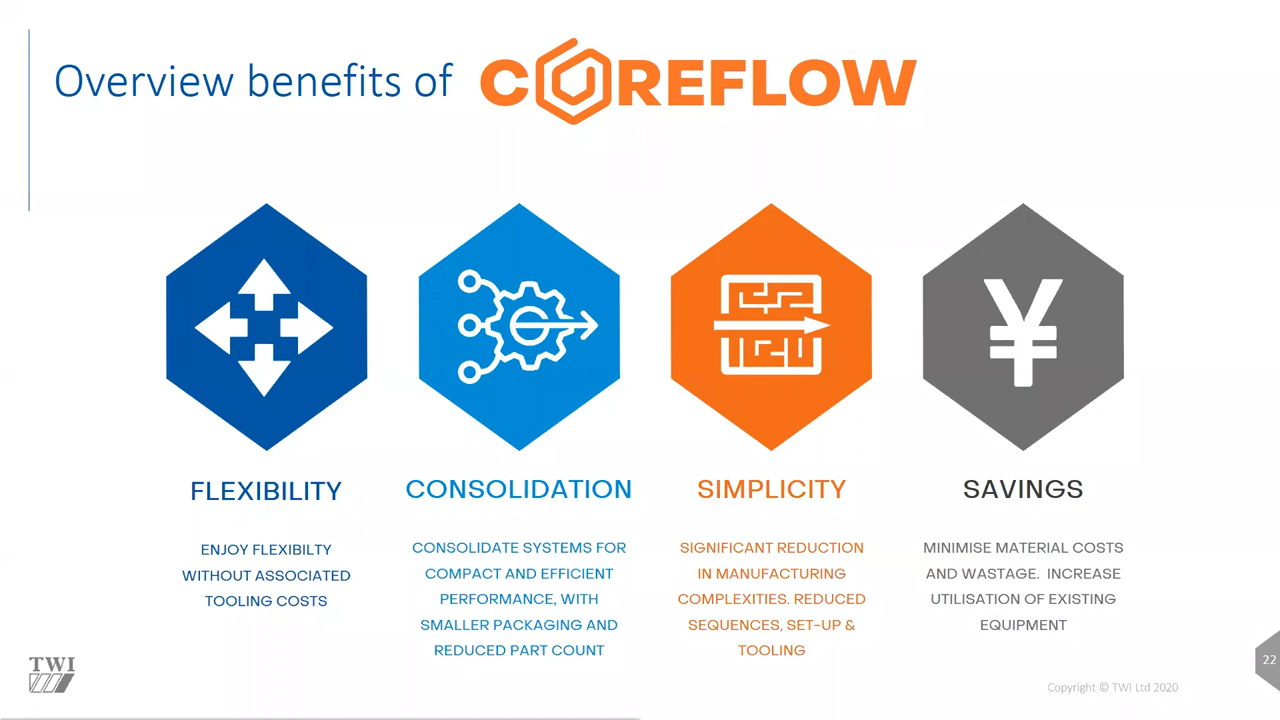 Overview benefits of COREFLOW
¥
FLEXIBILITY
ENJOY FLEXIBILTY
WITHOUT ASSOCIATED
TOOLING COSTS
CONSOLIDATION
CONSOLIDATE SYSTEMS FOR
COMPACT AND EFFICIENT
PERFORMANCE, WITH
SMALLER PACKAGING AND
REDUCED PART COUNT
SIMPLICITY
SIGNIFICANT REDUCTION
IN MANUFACTURING
COMPLEXITIES. REDUCED
SEQUENCES, SET-UP &
TOOLING
SAVINGS
MINIMISE MATERIAL COSTS
AND WASTAGE. INCREASE
UTILISATION OF EXISTING
EQUIPMENT
TWI
Copyright © TWI Ltd 2020
22